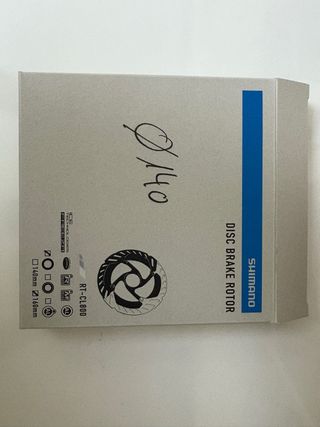 SHIMANO
DISC BRAKE ROTOR
Ø140
RT-CL800
140mm
160mm